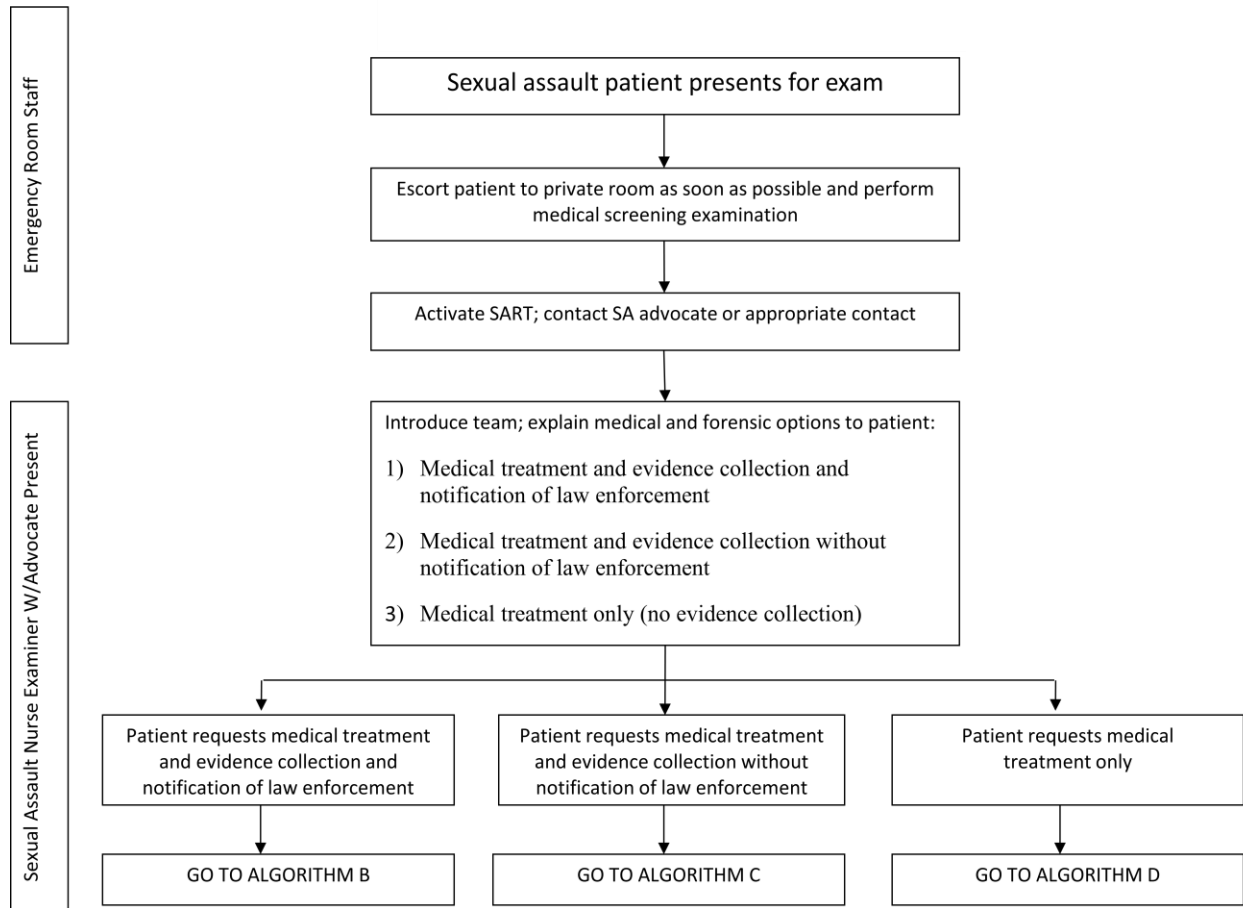 Emergency Room Staff
Sexual assault patient presents for exam
Escort patient to private room as soon as possible and perform
medical screening examination
Activate SART; contact SA advocate or appropriate contact
Sexual Assault Nurse Examiner W/Advocate Present
Introduce team; explain medical and forensic options to patient:
1) Medical treatment and evidence collection and
notification of law enforcement
2) Medical treatment and evidence collection without
notification of law enforcement
3) Medical treatment only (no evidence collection)
Patient requests medical treatment
and evidence collection and
notification of law enforcement
Patient requests medical treatment
and evidence collection without
notification of law enforcement
Patient requests medical
treatment only
GO TO ALGORITHM B
GO TO ALGORITHM C
GO TO ALGORITHM D